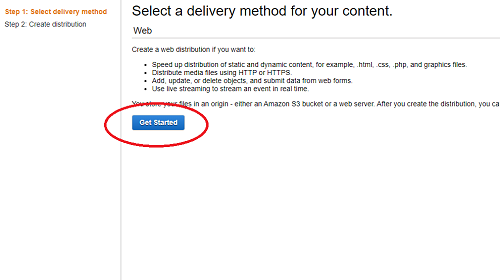 Step 1: Select delivery method
Step 2: Create distribution
Select a delivery method for your content.
Web
Create a web distribution if you want to:
• Speed up distribution of static and dynamic content, for example, .html, .css, .php, and graphics files.
• Distribute media files using HTTP or HTTPS.
• Add, update, or delete objects, and submit data from web forms.
• Use live streaming to stream an event in real time.
You store your files in an origin - either an Amazon S3 bucket or a web server. After you create the distribution, you ca
Get Started